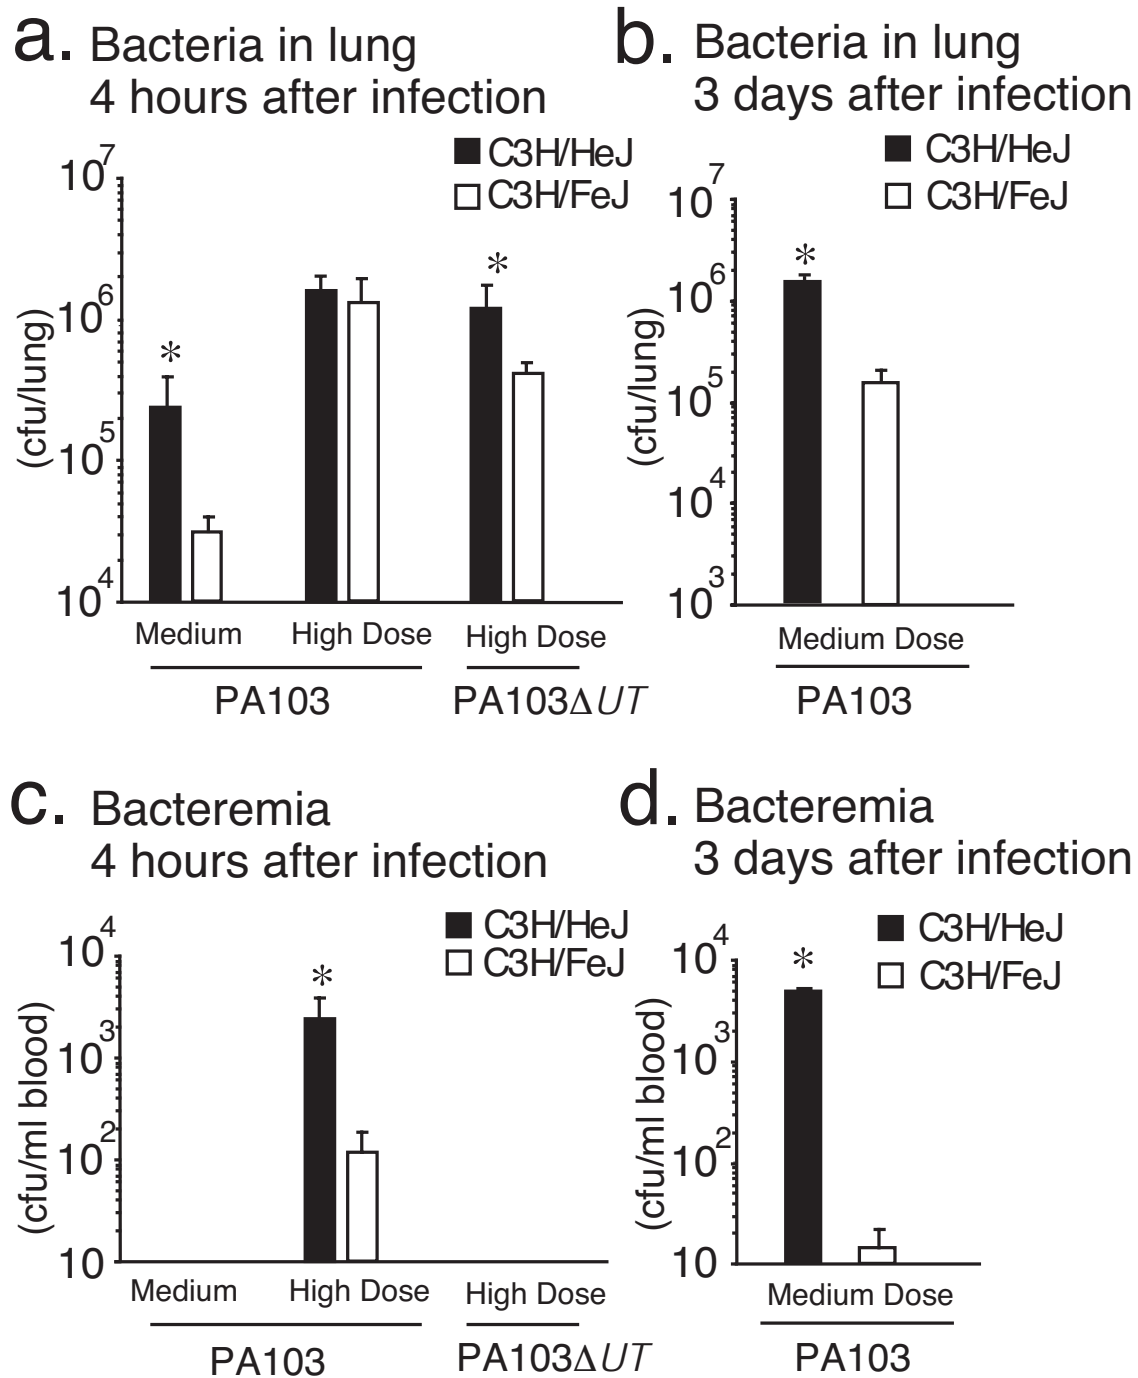 a. Bacteria in lung
4 hours after infection
C3H/HeJ
C3H/FeJ
10^7
10^6
10^5
10^4
(cfu/lung)
*
*
Medium
High Dose
High Dose
PA103
PA103ΔUT
b. Bacteria in lung
3 days after infection
C3H/HeJ
C3H/FeJ
10^7
10^6
10^5
10^4
10^3
(cfu/lung)
*
Medium Dose
PA103
c. Bacteremia
4 hours after infection
C3H/HeJ
C3H/FeJ
10^4
10^3
10^2
10
(cfu/ml blood)
*
Medium
High Dose
High Dose
PA103
PA103ΔUT
d. Bacteremia
3 days after infection
C3H/HeJ
C3H/FeJ
10^4
10^3
10^2
10
(cfu/ml blood)
*
Medium Dose
PA103